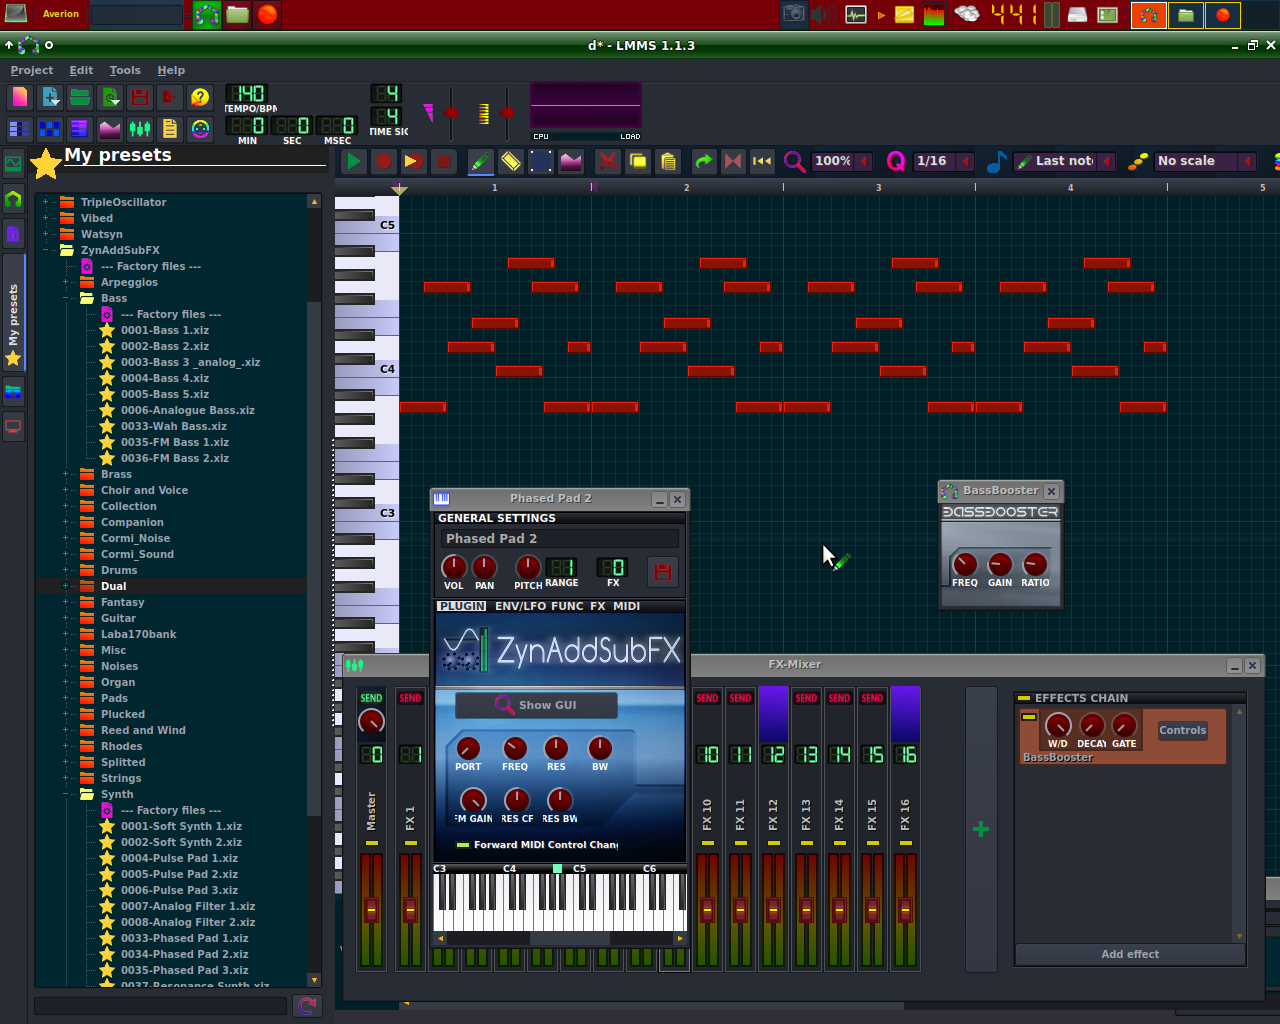 Averion
d* - LMMS 1.1.3
Project Edit Tools Help
140
TEMPO/BPM
0 0 0
MIN SEC MSEC
4
4
TIME SIG
CPU LOAD
My presets
100% 1/16 Last note No scale
1 2 3 4 5
My presets
TripleOscillator
Vibed
Watsyn
ZynAddSubFX
--- Factory files ---
Arpeggios
Bass
--- Factory files ---
0001-Bass 1.xiz
0002-Bass 2.xiz
0003-Bass 3 _analog_.xiz
0004-Bass 4.xiz
0005-Bass 5.xiz
0006-Analogue Bass.xiz
0033-Wah Bass.xiz
0035-FM Bass 1.xiz
0036-FM Bass 2.xiz
Brass
Choir and Voice
Collection
Companion
Cormi_Noise
Cormi_Sound
Drums
Dual
Fantasy
Guitar
Laba170bank
Misc
Noises
Organ
Pads
Plucked
Reed and Wind
Rhodes
Splitted
Strings
Synth
--- Factory files ---
0001-Soft Synth 1.xiz
0002-Soft Synth 2.xiz
0004-Pulse Pad 1.xiz
0005-Pulse Pad 2.xiz
0006-Pulse Pad 3.xiz
0007-Analog Filter 1.xiz
0008-Analog Filter 2.xiz
0033-Phased Pad 1.xiz
0034-Phased Pad 2.xiz
0035-Phased Pad 3.xiz
0037-Resonance Synth.xiz
C5
C4
C3
Phased Pad 2
GENERAL SETTINGS
Phased Pad 2
1 0
VOL PAN PITCH RANGE FX
PLUGIN ENV/LFO FUNC FX MIDI
ZynAddSubFX
Show GUI
PORT FREQ RES BW
FM GAIN RES CF RES BW
Forward MIDI Control Chan
C3 C4 C5 C6
BassBooster
BASSBOOSTER
FREQ GAIN RATIO
FX-Mixer
SEND SEND SEND SEND SEND SEND SEND
0 1 10 11 12 13 14 15 16
Master
FX 1
FX 10
FX 11
FX 12
FX 13
FX 14
FX 15
FX 16
EFFECTS CHAIN
W/D DECAY GATE
Controls
BassBooster
Add effect